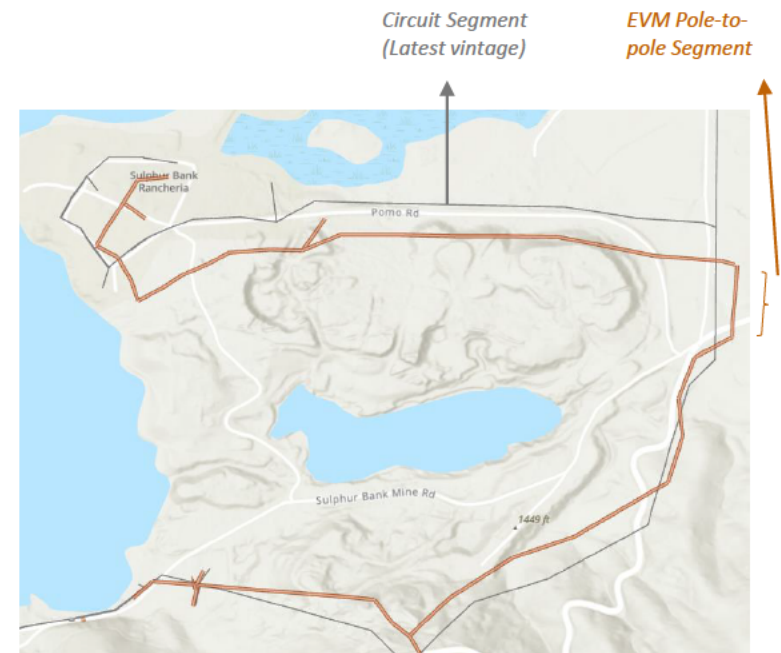 Circuit Segment
(Latest vintage)
EVM Pole-to-
pole Segment
Sulphur Bank
Rancheria
Pomo Rd
Sulphur Bank Mine Rd
1449 ft